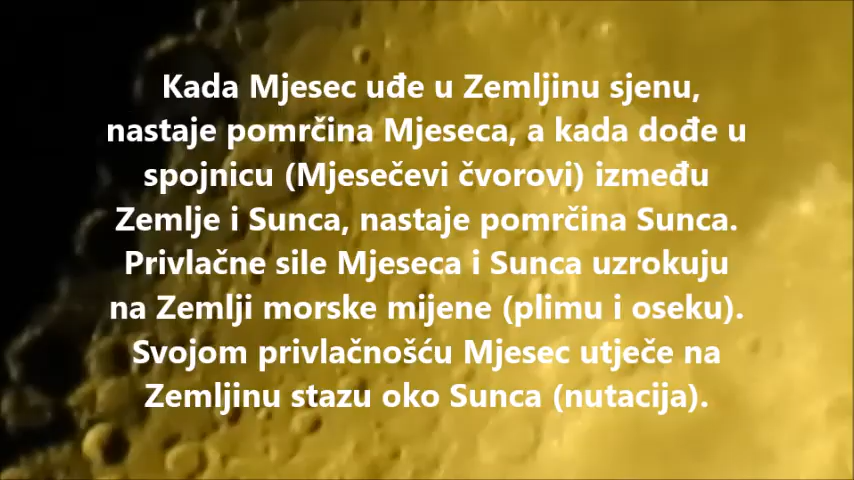 Kada Mjesec uđe u Zemljinu sjenu,
nastaje pomrčina Mjeseca, a kada dođe u
spojnicu (Mjesečevi čvorovi) između
Zemlje i Sunca, nastaje pomrčina Sunca.
Privlačne sile Mjeseca i Sunca uzrokuju
na Zemlji morske mijene (plimu i oseku).
Svojom privlačnošću Mjesec utječe na
Zemljinu stazu oko Sunca (nutacija).